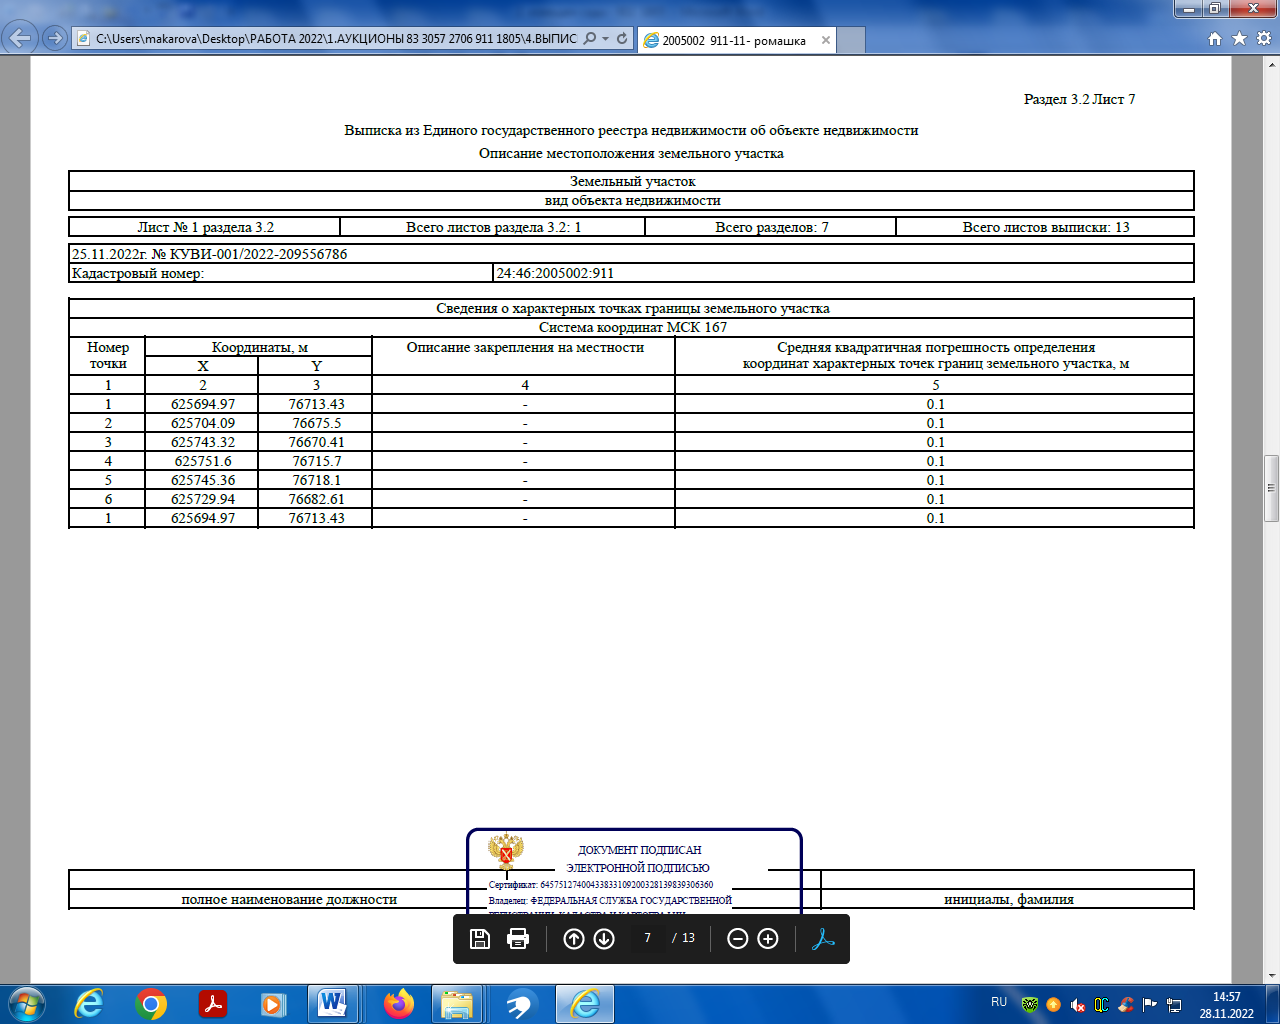 C:\Users\makarova\Desktop\РАБОТА 2022\1.АУКЦИОНЫ 83 3057 2706 911 1805\4.ВЫПИС
2005002 911-11- ромашка
Раздел 3.2 Лист 7
Выписка из Единого государственного реестра недвижимости об объекте недвижимости
Описание местоположения земельного участка
Земельный участок
вид объекта недвижимости
Лист № 1 раздела 3.2 Всего листов раздела 3.2: 1 Всего разделов: 7 Всего листов выписки: 13
25.11.2022г. № КУВИ-001/2022-209556786
Кадастровый номер: 24:46:2005002:911
Сведения о характерных точках границы земельного участка
Система координат МСК 167
Номер точки Координаты, м Описание закрепления на местности Средняя квадратичная погрешность определения координат характерных точек границ земельного участка, м
X Y
1 2 3 4 5
1 625694.97 76713.43 - 0.1
2 625704.09 76675.5 - 0.1
3 625743.32 76670.41 - 0.1
4 625751.6 76715.7 - 0.1
5 625745.36 76718.1 - 0.1
6 625729.94 76682.61 - 0.1
1 625694.97 76713.43 - 0.1
ДОКУМЕНТ ПОДПИСАН
ЭЛЕКТРОННОЙ ПОДПИСЬЮ
Сертификат: 645751274004338331092003281398393063​60
Владелец: ФЕДЕРАЛЬНАЯ СЛУЖБА ГОСУДАРСТВЕННОЙ
РЕГИСТРАЦИИ, КАДАСТРА И КАРТОГРАФИИ
полное наименование должности инициалы, фамилия
7 / 13
RU 14:57
28.11.2022